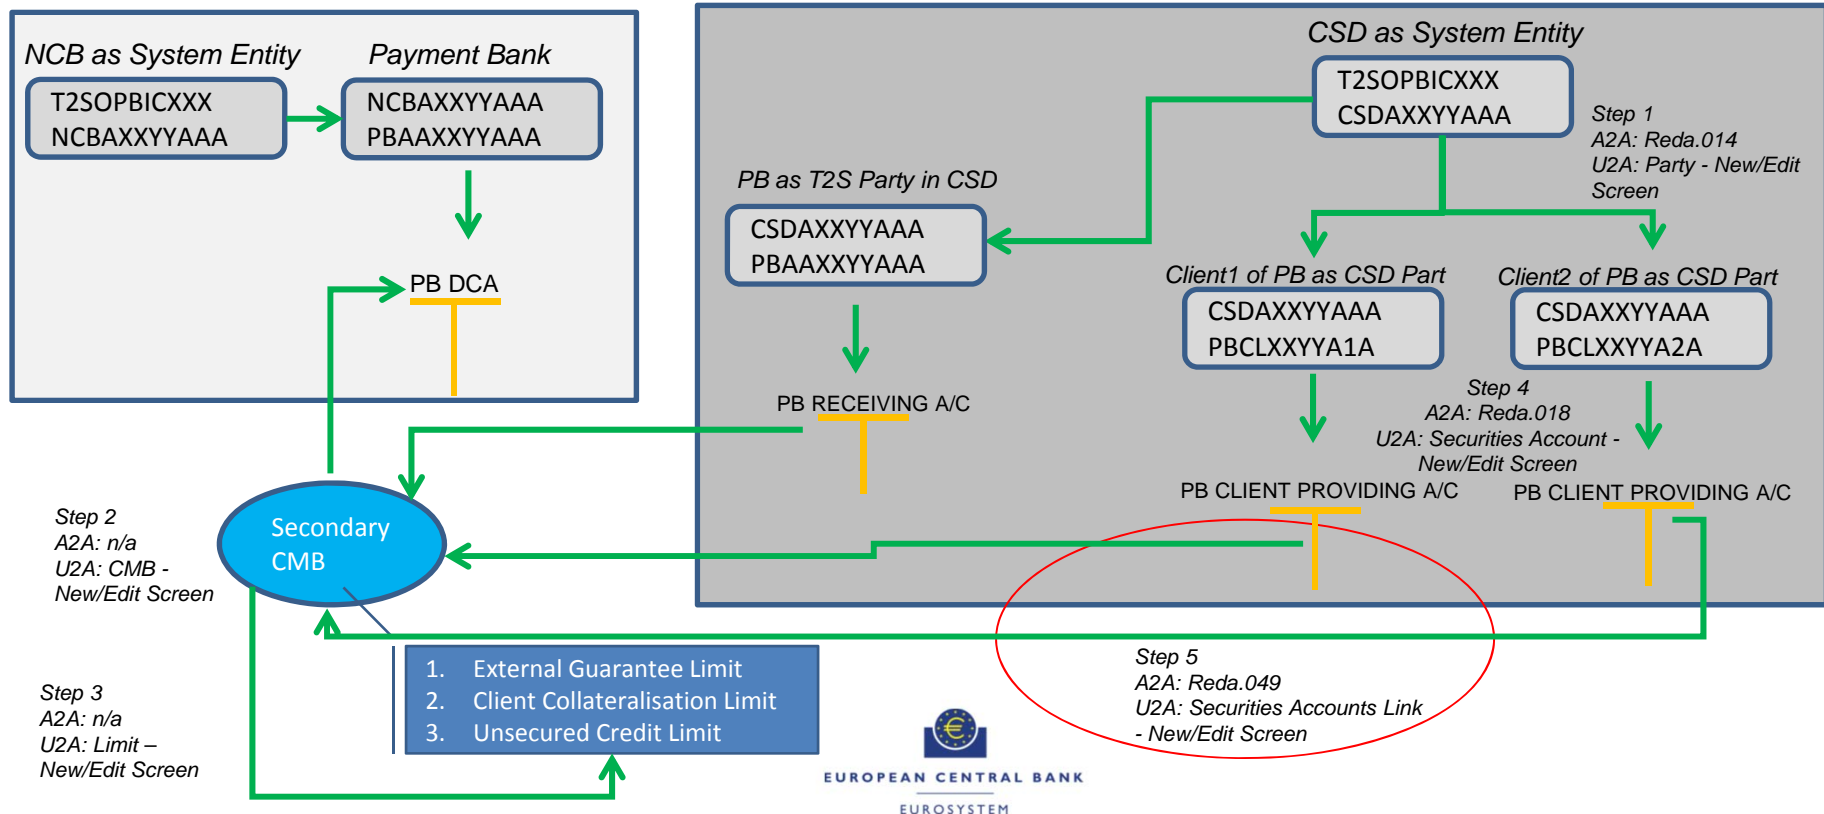 NCB as System Entity
T2SOPBICXXX
NCBAXXYYAAA
Payment Bank
NCBAXXYYAAA
PBAAXXYYAAA
PB DCA
CSD as System Entity
T2SOPBICXXX
CSDAXXYYAAA
Step 1
A2A: Reda.014
U2A: Party - New/Edit
Screen
PB as T2S Party in CSD
CSDAXXYYAAA
PBAAXXYYAAA
Client1 of PB as CSD Part
CSDAXXYYAAA
PBCLXXYYA1A
Client2 of PB as CSD Part
CSDAXXYYAAA
PBCLXXYYA2A
PB RECEIVING A/C
Step 4
A2A: Reda.018
U2A: Securities Account -
New/Edit Screen
PB CLIENT PROVIDING A/C
PB CLIENT PROVIDING A/C
Step 2
A2A: n/a
U2A: CMB -
New/Edit Screen
Secondary
CMB
Step 3
A2A: n/a
U2A: Limit –
New/Edit Screen
1. External Guarantee Limit
2. Client Collateralisation Limit
3. Unsecured Credit Limit
Step 5
A2A: Reda.049
U2A: Securities Accounts Link
- New/Edit Screen
€
EUROPEAN CENTRAL BANK
EUROSYSTEM